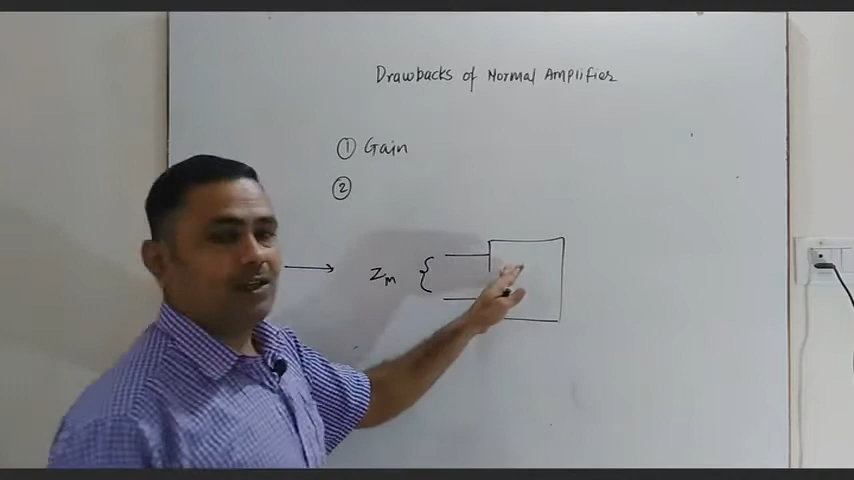 Drawbacks of Normal Amplifier
① Gain
②
Zm {